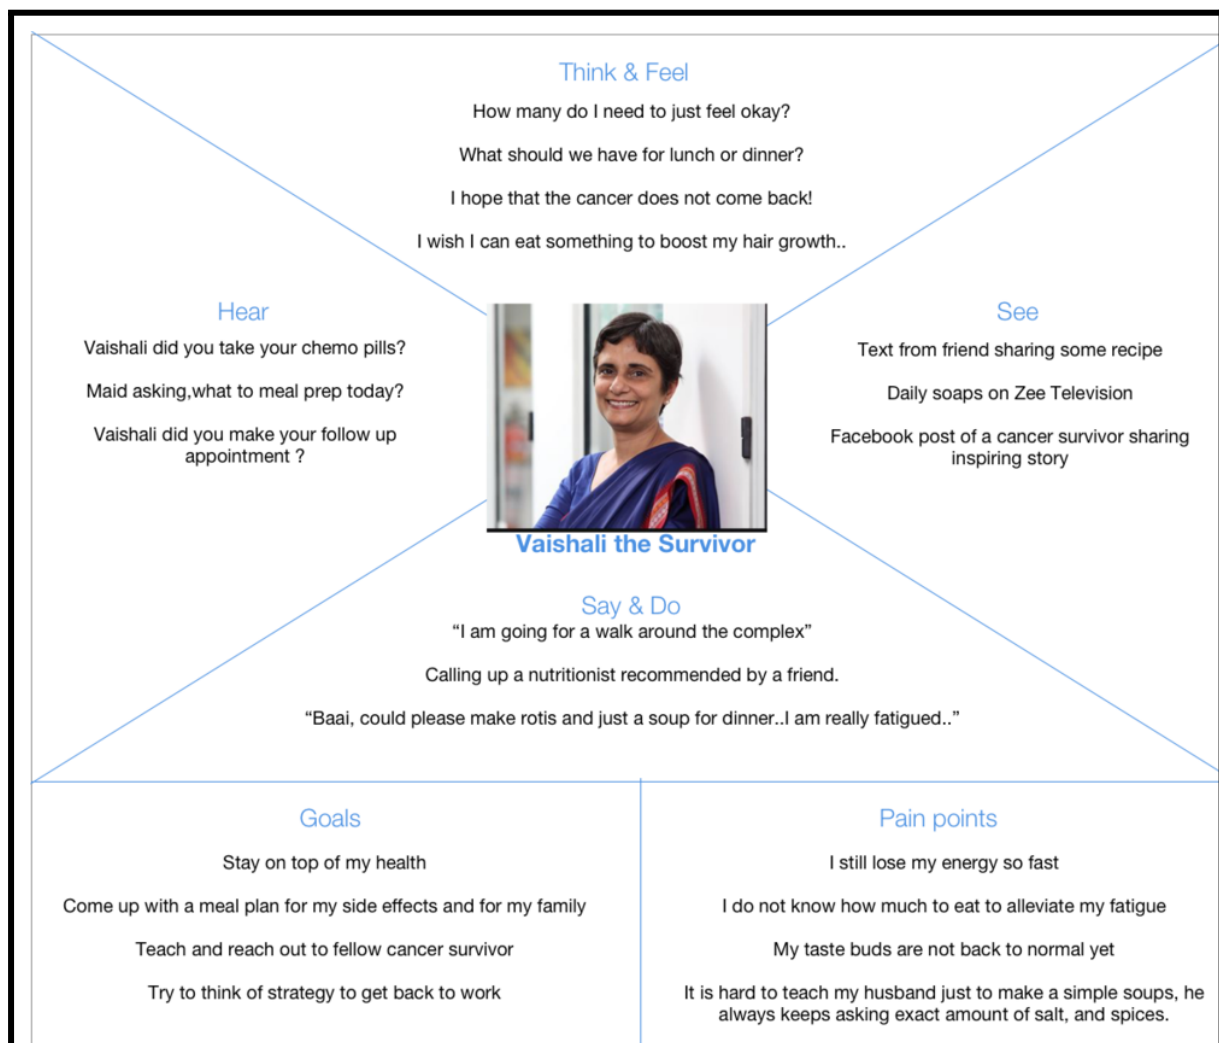 Think & Feel
How many do I need to just feel okay?
What should we have for lunch or dinner?
I hope that the cancer does not come back!
I wish I can eat something to boost my hair growth..
Hear
Vaishali did you take your chemo pills?
Maid asking,what to meal prep today?
Vaishali did you make your follow up
appointment ?
See
Text from friend sharing some recipe
Daily soaps on Zee Television
Facebook post of a cancer survivor sharing
inspiring story
Vaishali the Survivor
Say & Do
“I am going for a walk around the complex”
Calling up a nutritionist recommended by a friend.
“Baai, could please make rotis and just a soup for dinner..I am really fatigued..”
Goals
Stay on top of my health
Come up with a meal plan for my side effects and for my family
Teach and reach out to fellow cancer survivor
Try to think of strategy to get back to work
Pain points
I still lose my energy so fast
I do not know how much to eat to alleviate my fatigue
My taste buds are not back to normal yet
It is hard to teach my husband just to make a simple soups, he
always keeps asking exact amount of salt, and spices.